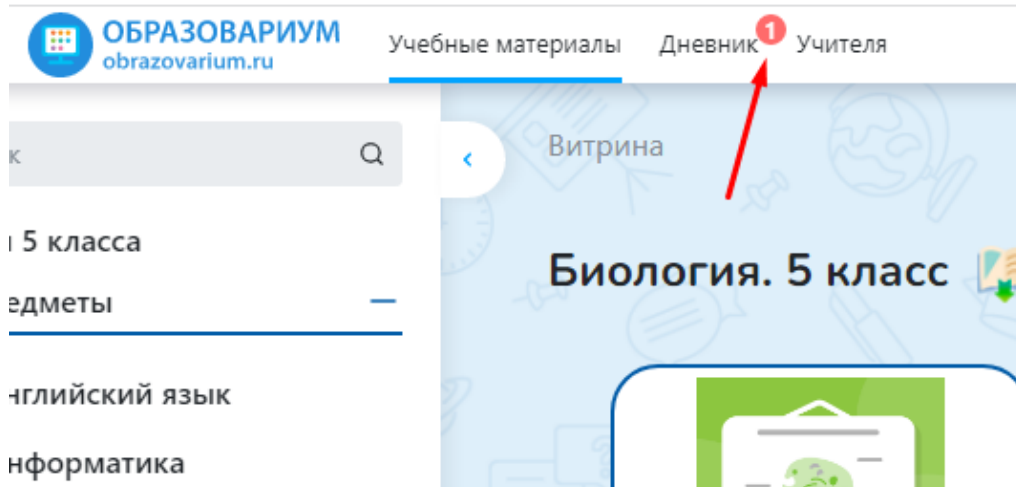 ОБРАЗОВАРИУМ
obrazovarium.ru
Учебные материалы Дневник 1 Учителя
к
Витрина
5 класса
Биология. 5 класс
едметы
нглийский язык
нформатика